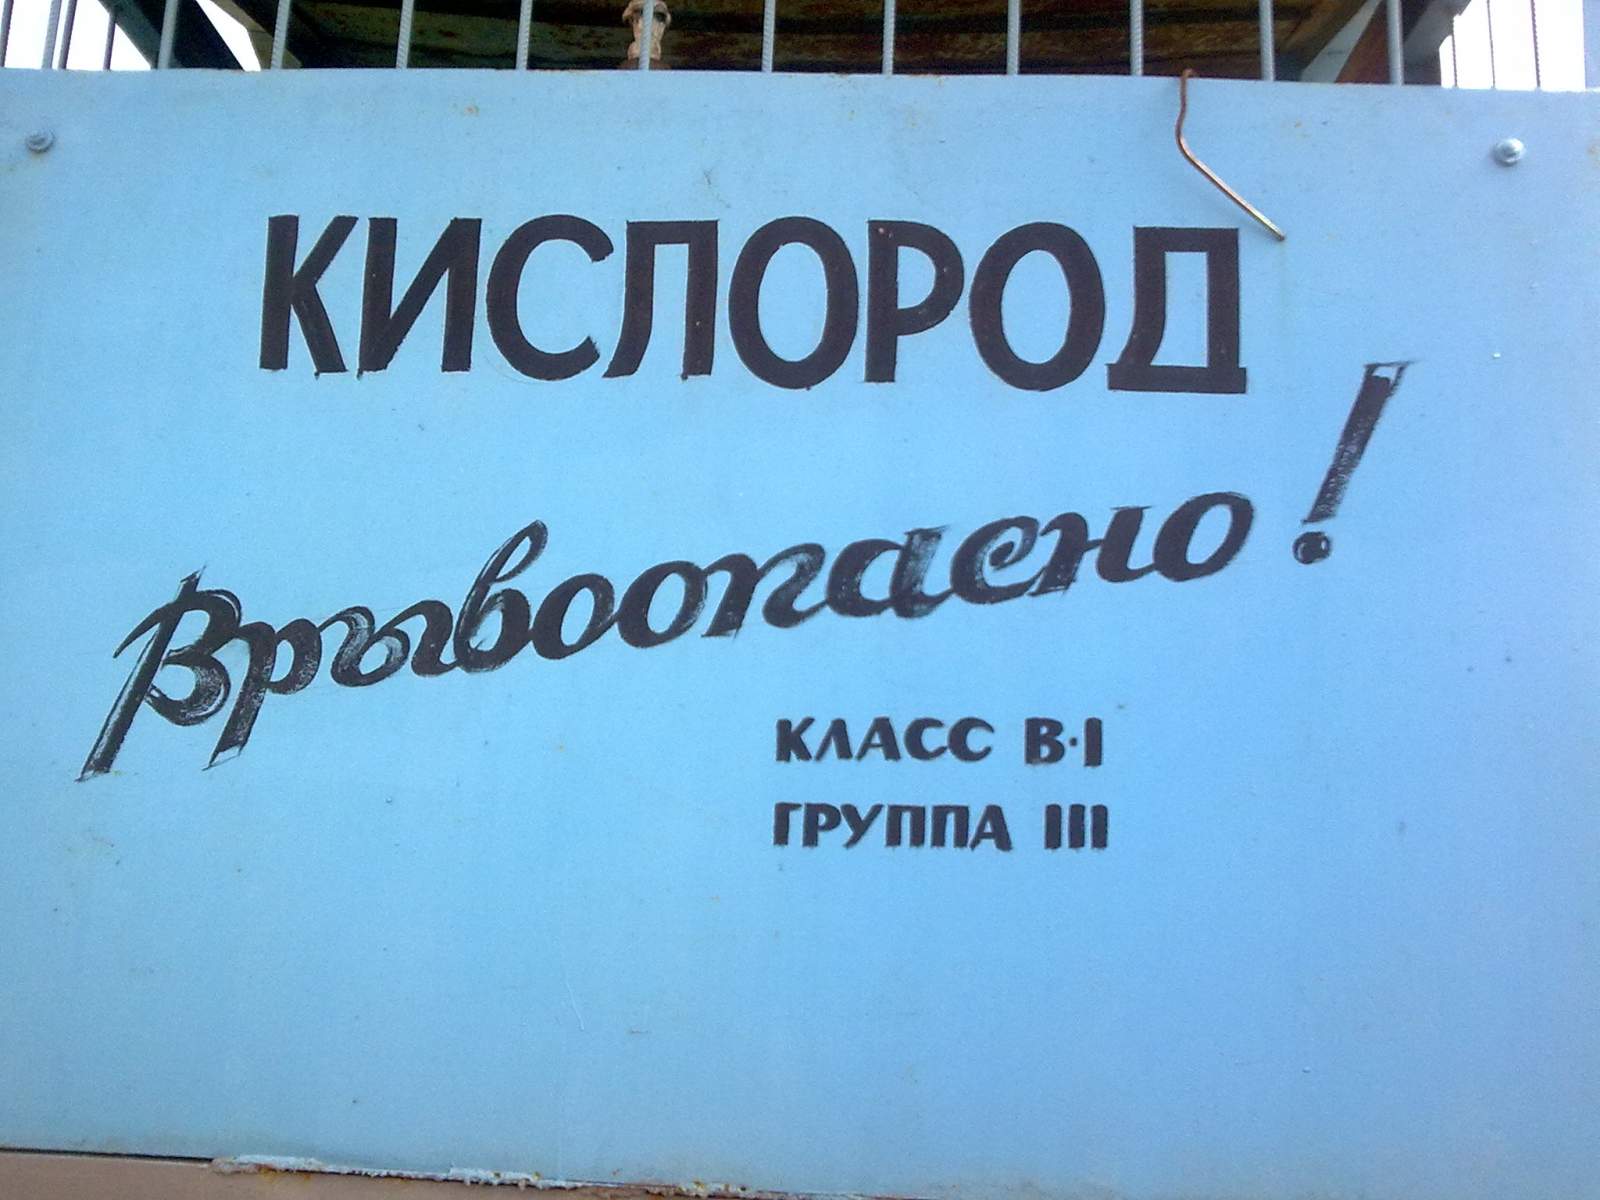 КИСЛОРОД
Врывоопасно!
КЛАСС В·I
ГРУППА III